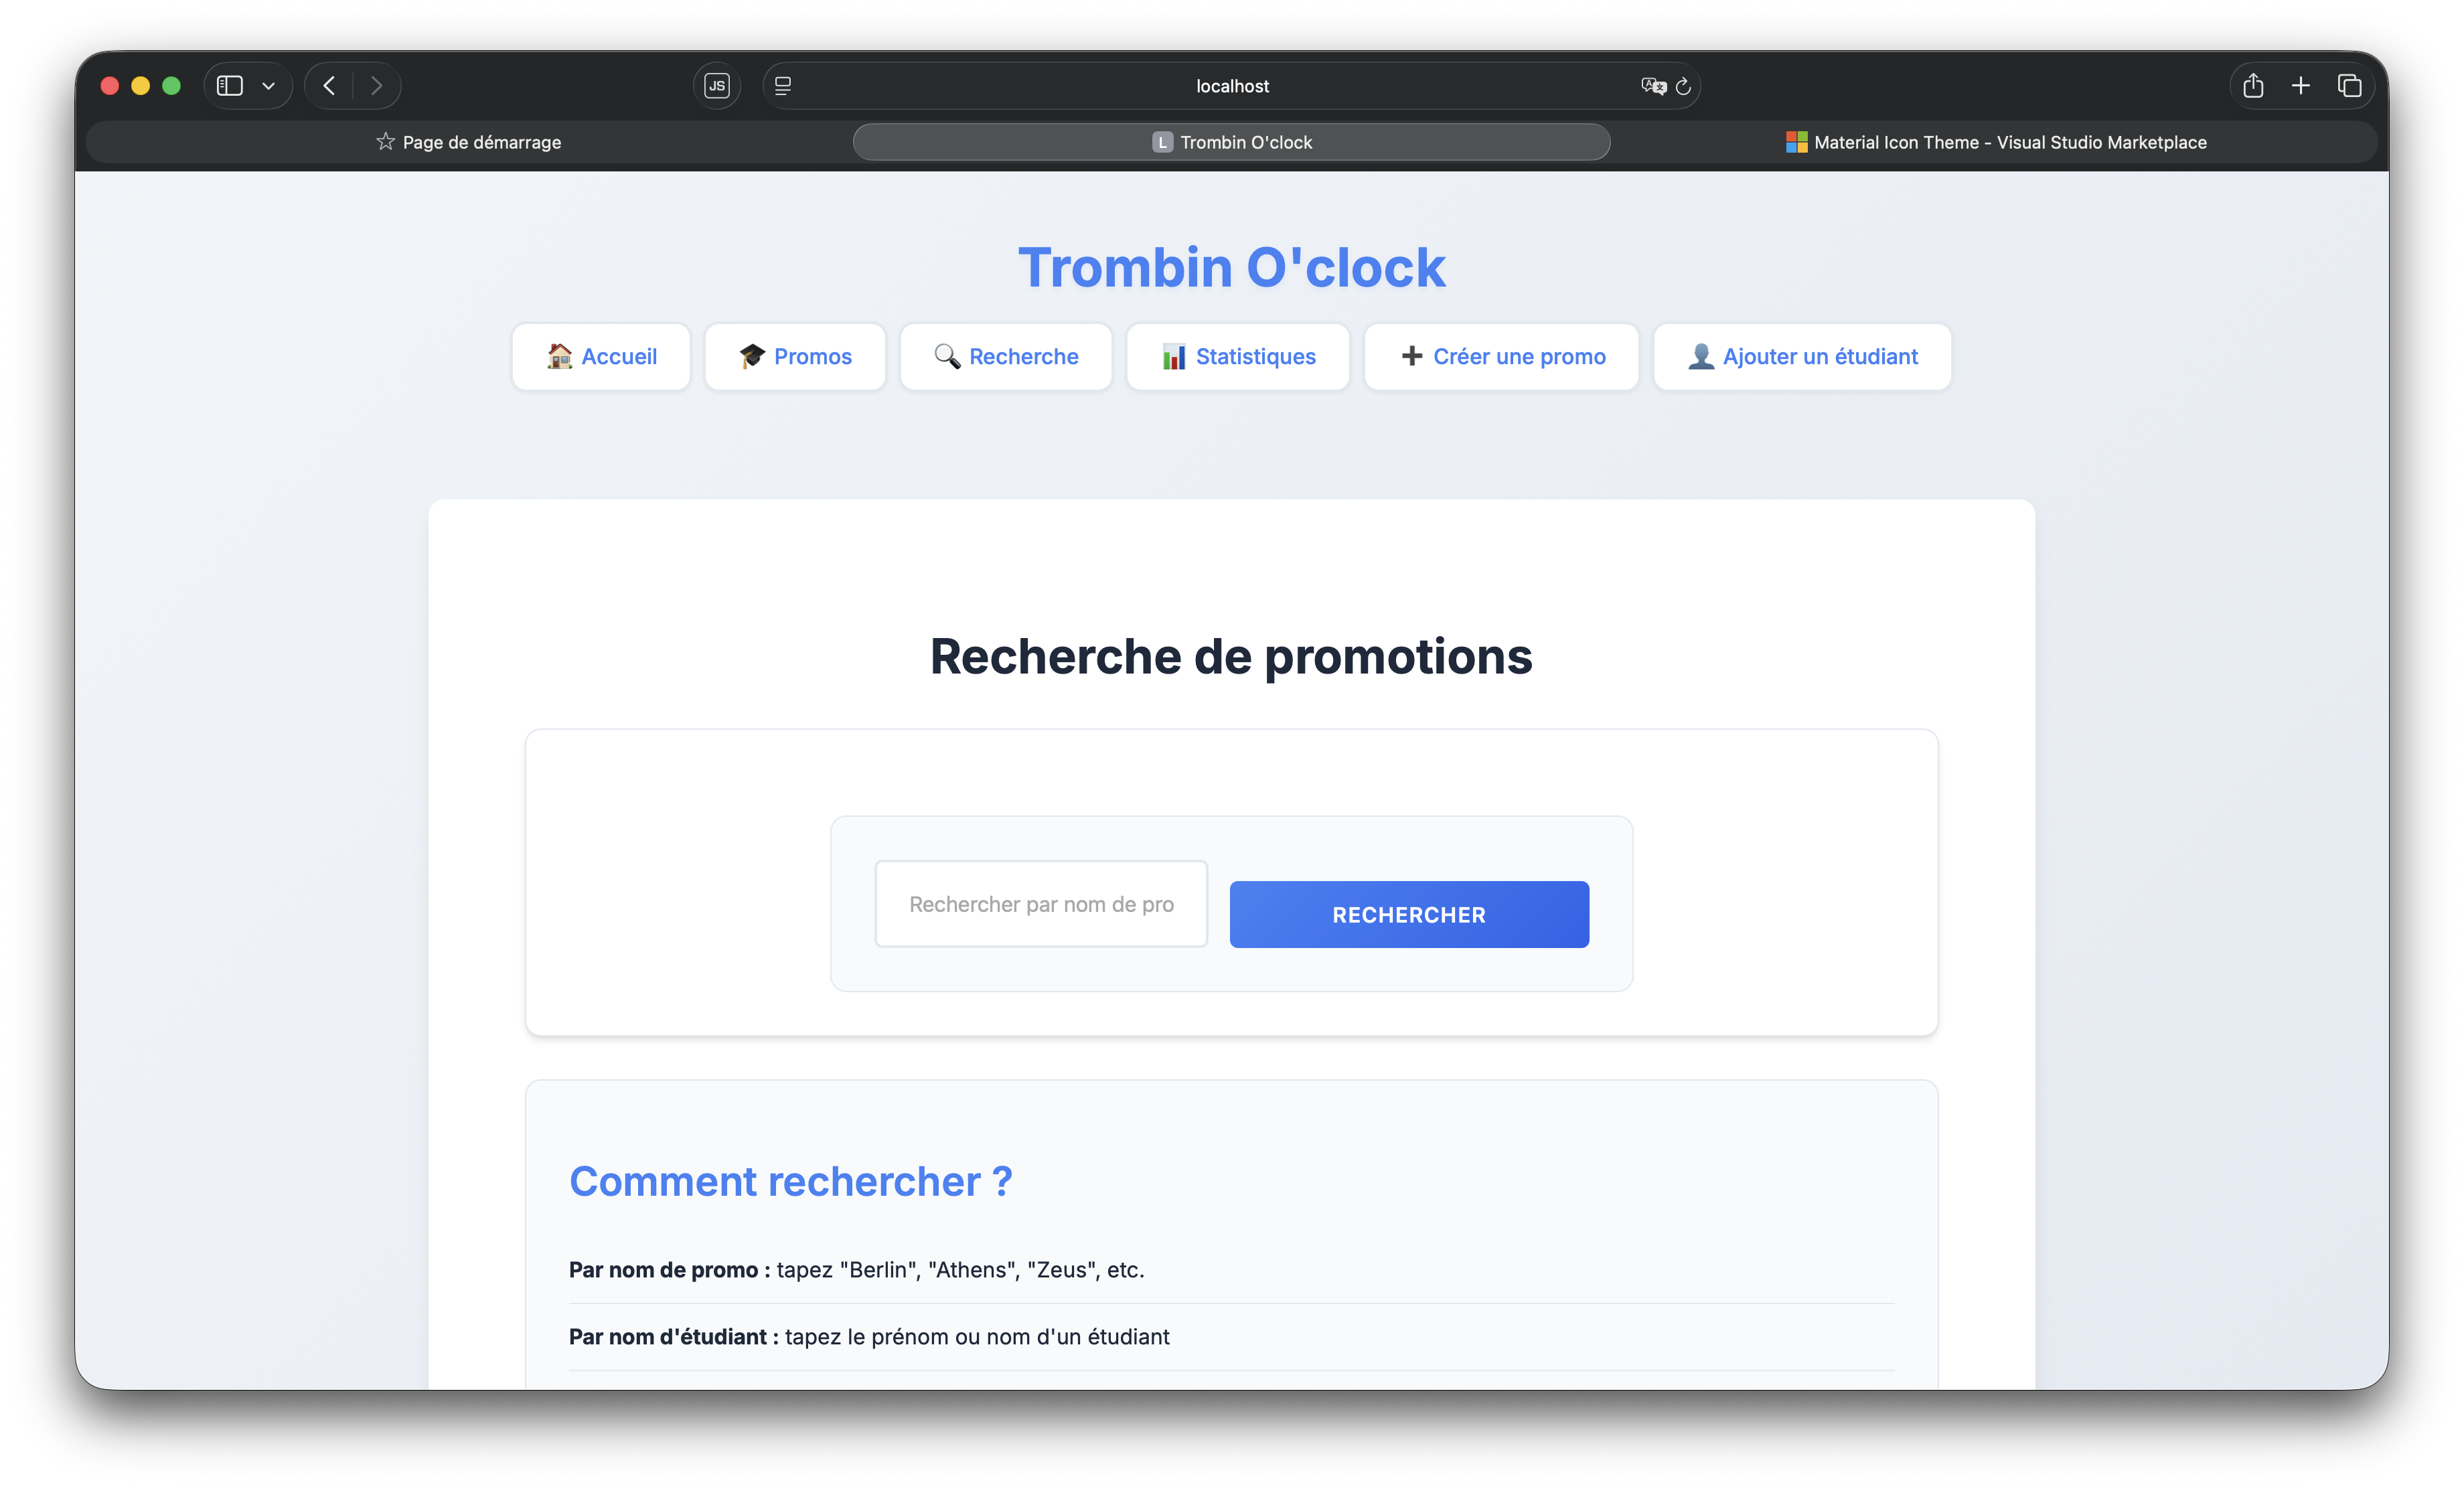 JS
localhost
Page de démarrage
L Trombin O'clock
Material Icon Theme - Visual Studio Marketplace
Trombin O'clock
Accueil
Promos
Recherche
Statistiques
Créer une promo
Ajouter un étudiant
Recherche de promotions
Rechercher par nom de pro
RECHERCHER
Comment rechercher ?
Par nom de promo : tapez "Berlin", "Athens", "Zeus", etc.
Par nom d'étudiant : tapez le prénom ou nom d'un étudiant